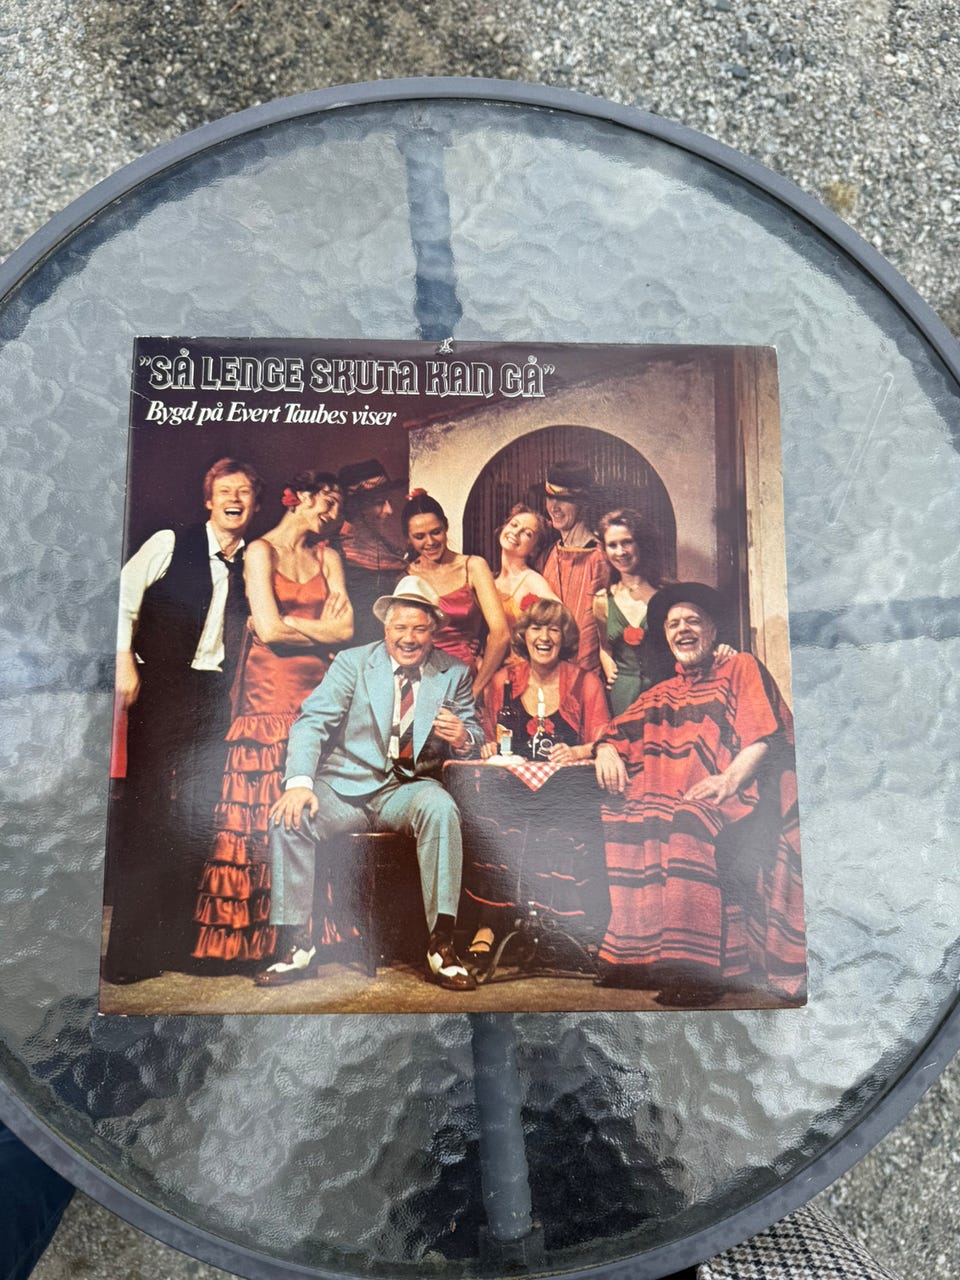 "SÅ LENGE SKUTA KAN GÅ"
Bygd på Evert Taubes viser